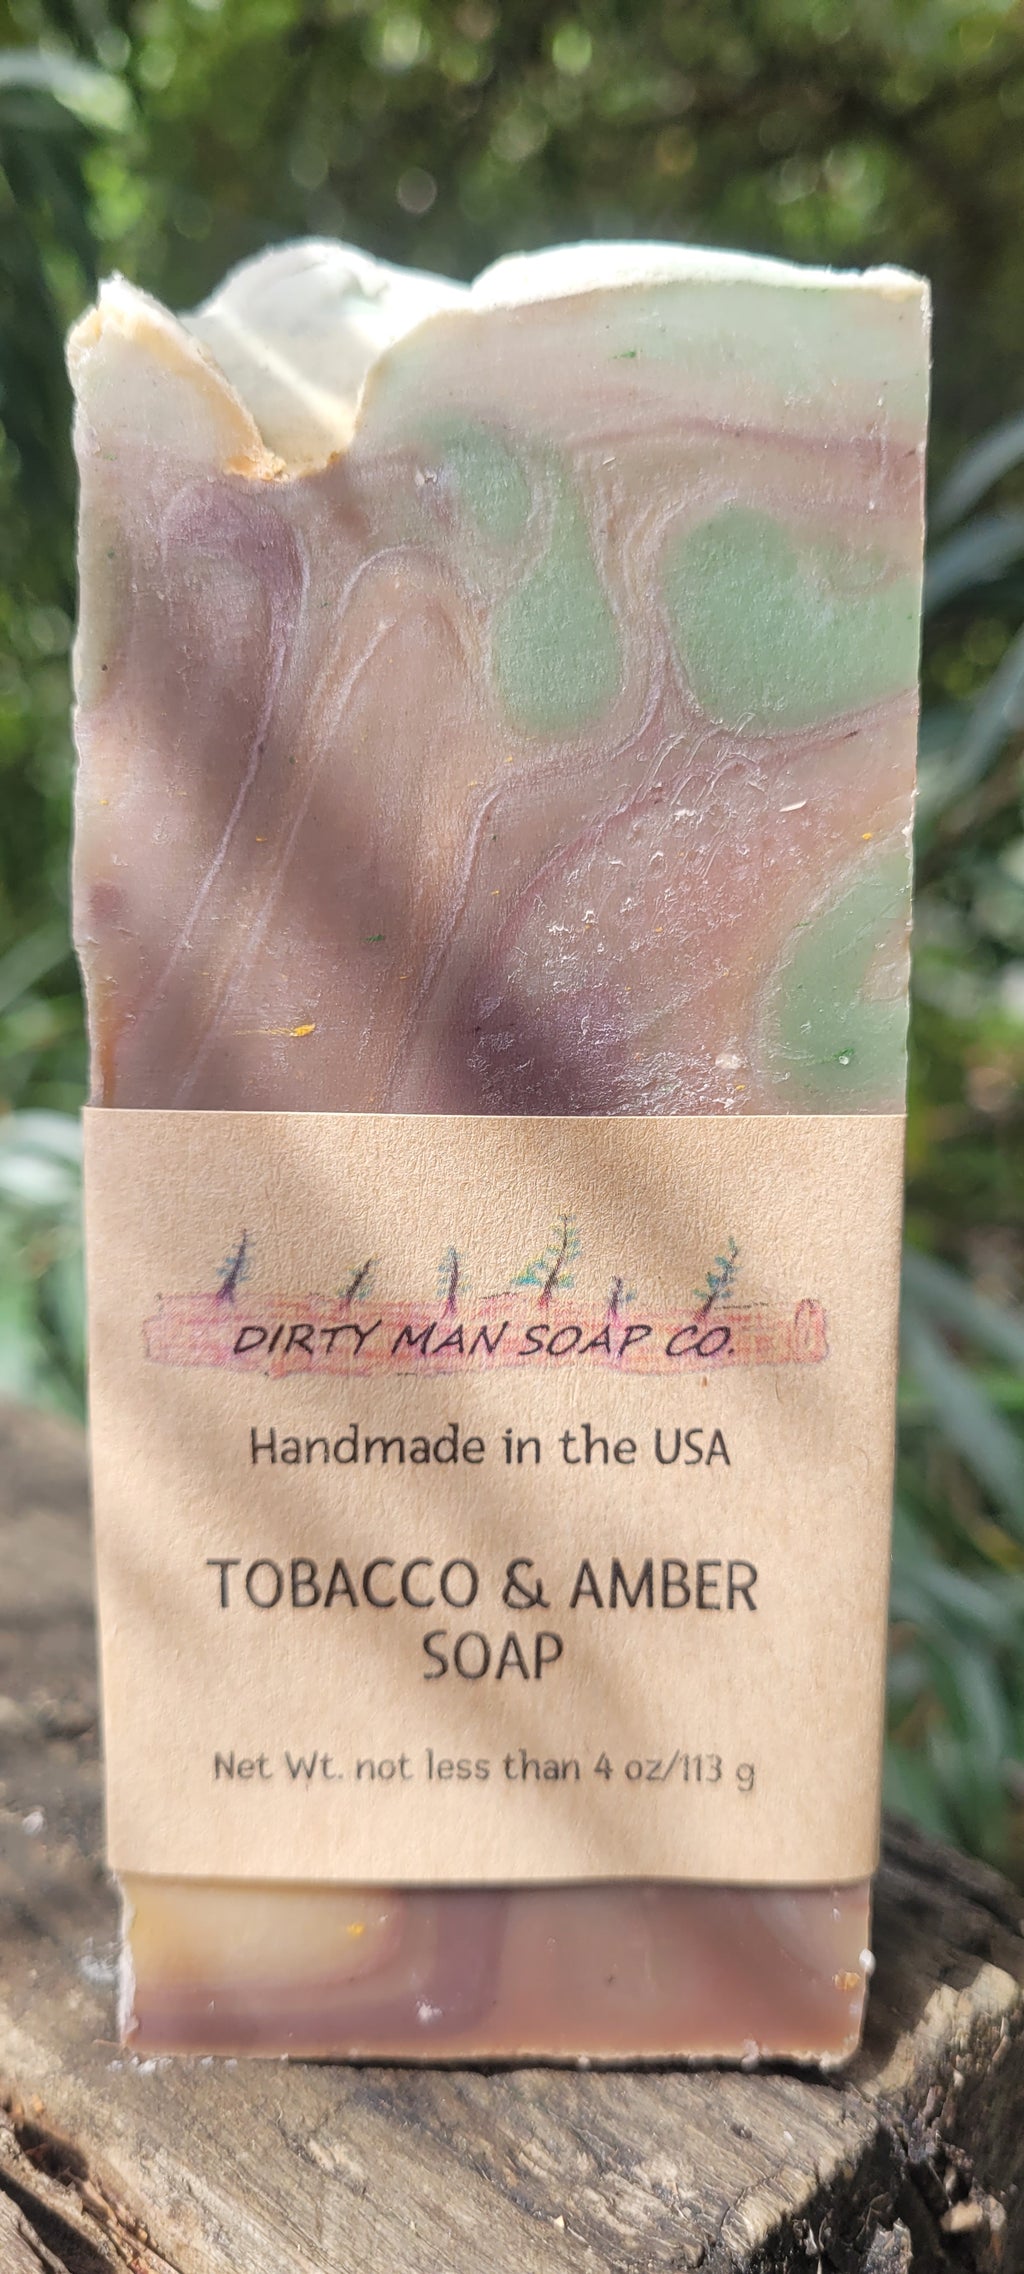 DIRTY MAN SOAP CO.
Handmade in the USA
TOBACCO & AMBER
SOAP
Net Wt. not less than 4 oz/113 g